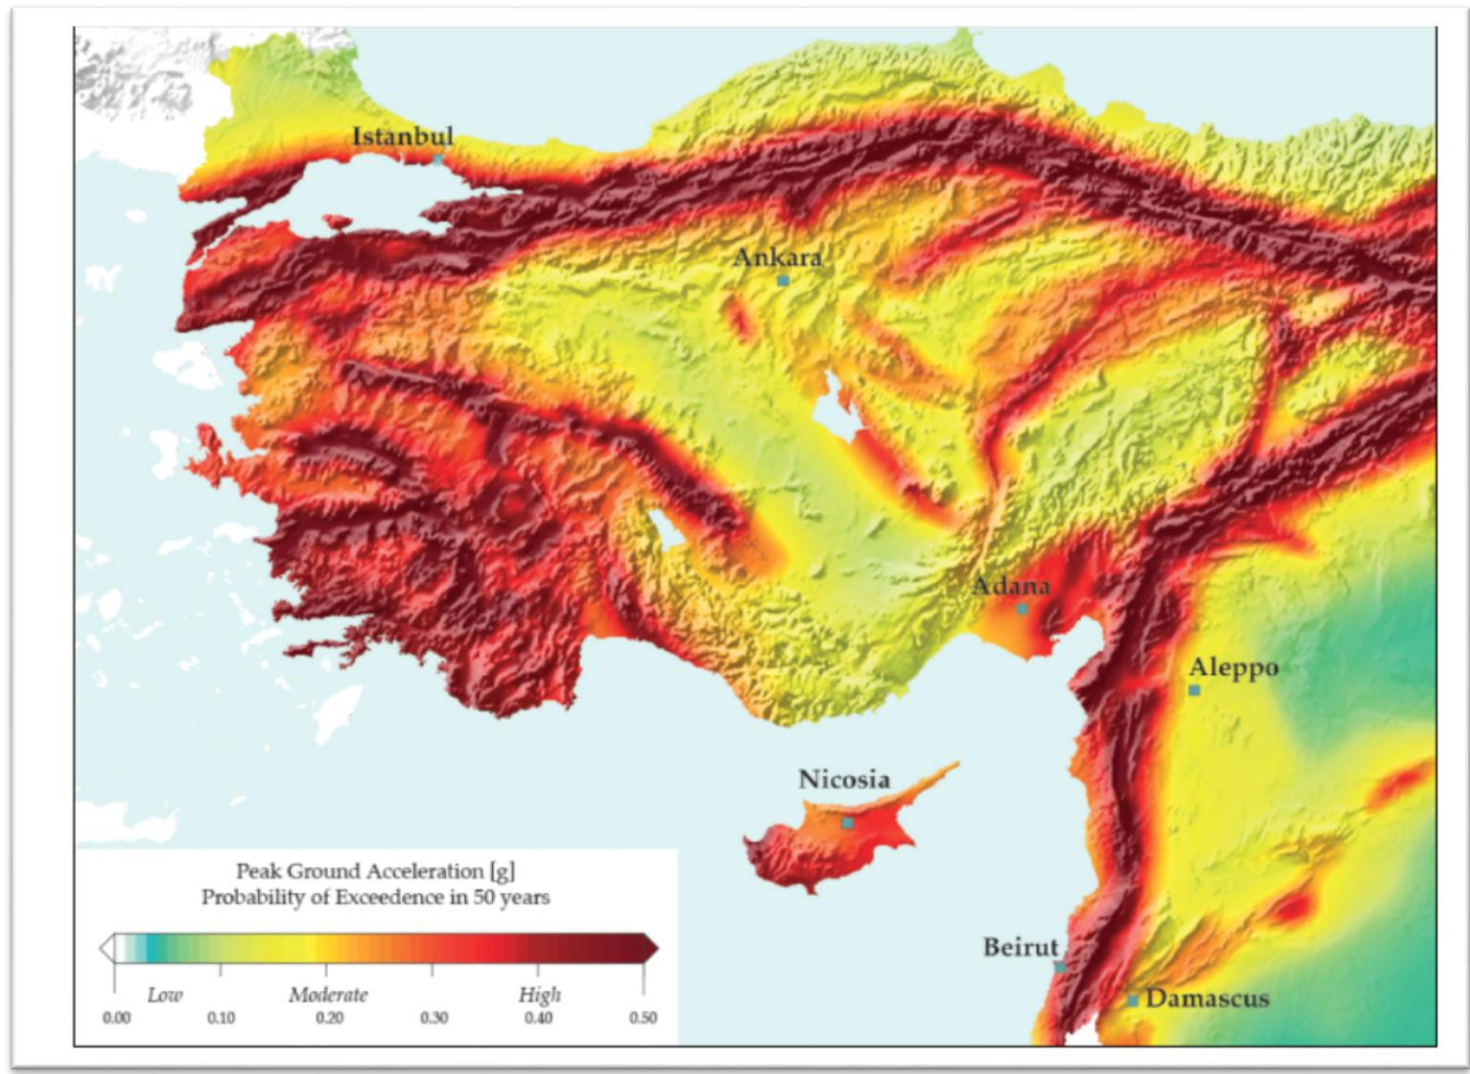 Istanbul
Ankara
Adana
Aleppo
Nicosia
Beirut
Damascus
Peak Ground Acceleration [g]
Probability of Exceedence in 50 years
Low Moderate High
0.00 0.10 0.20 0.30 0.40 0.50